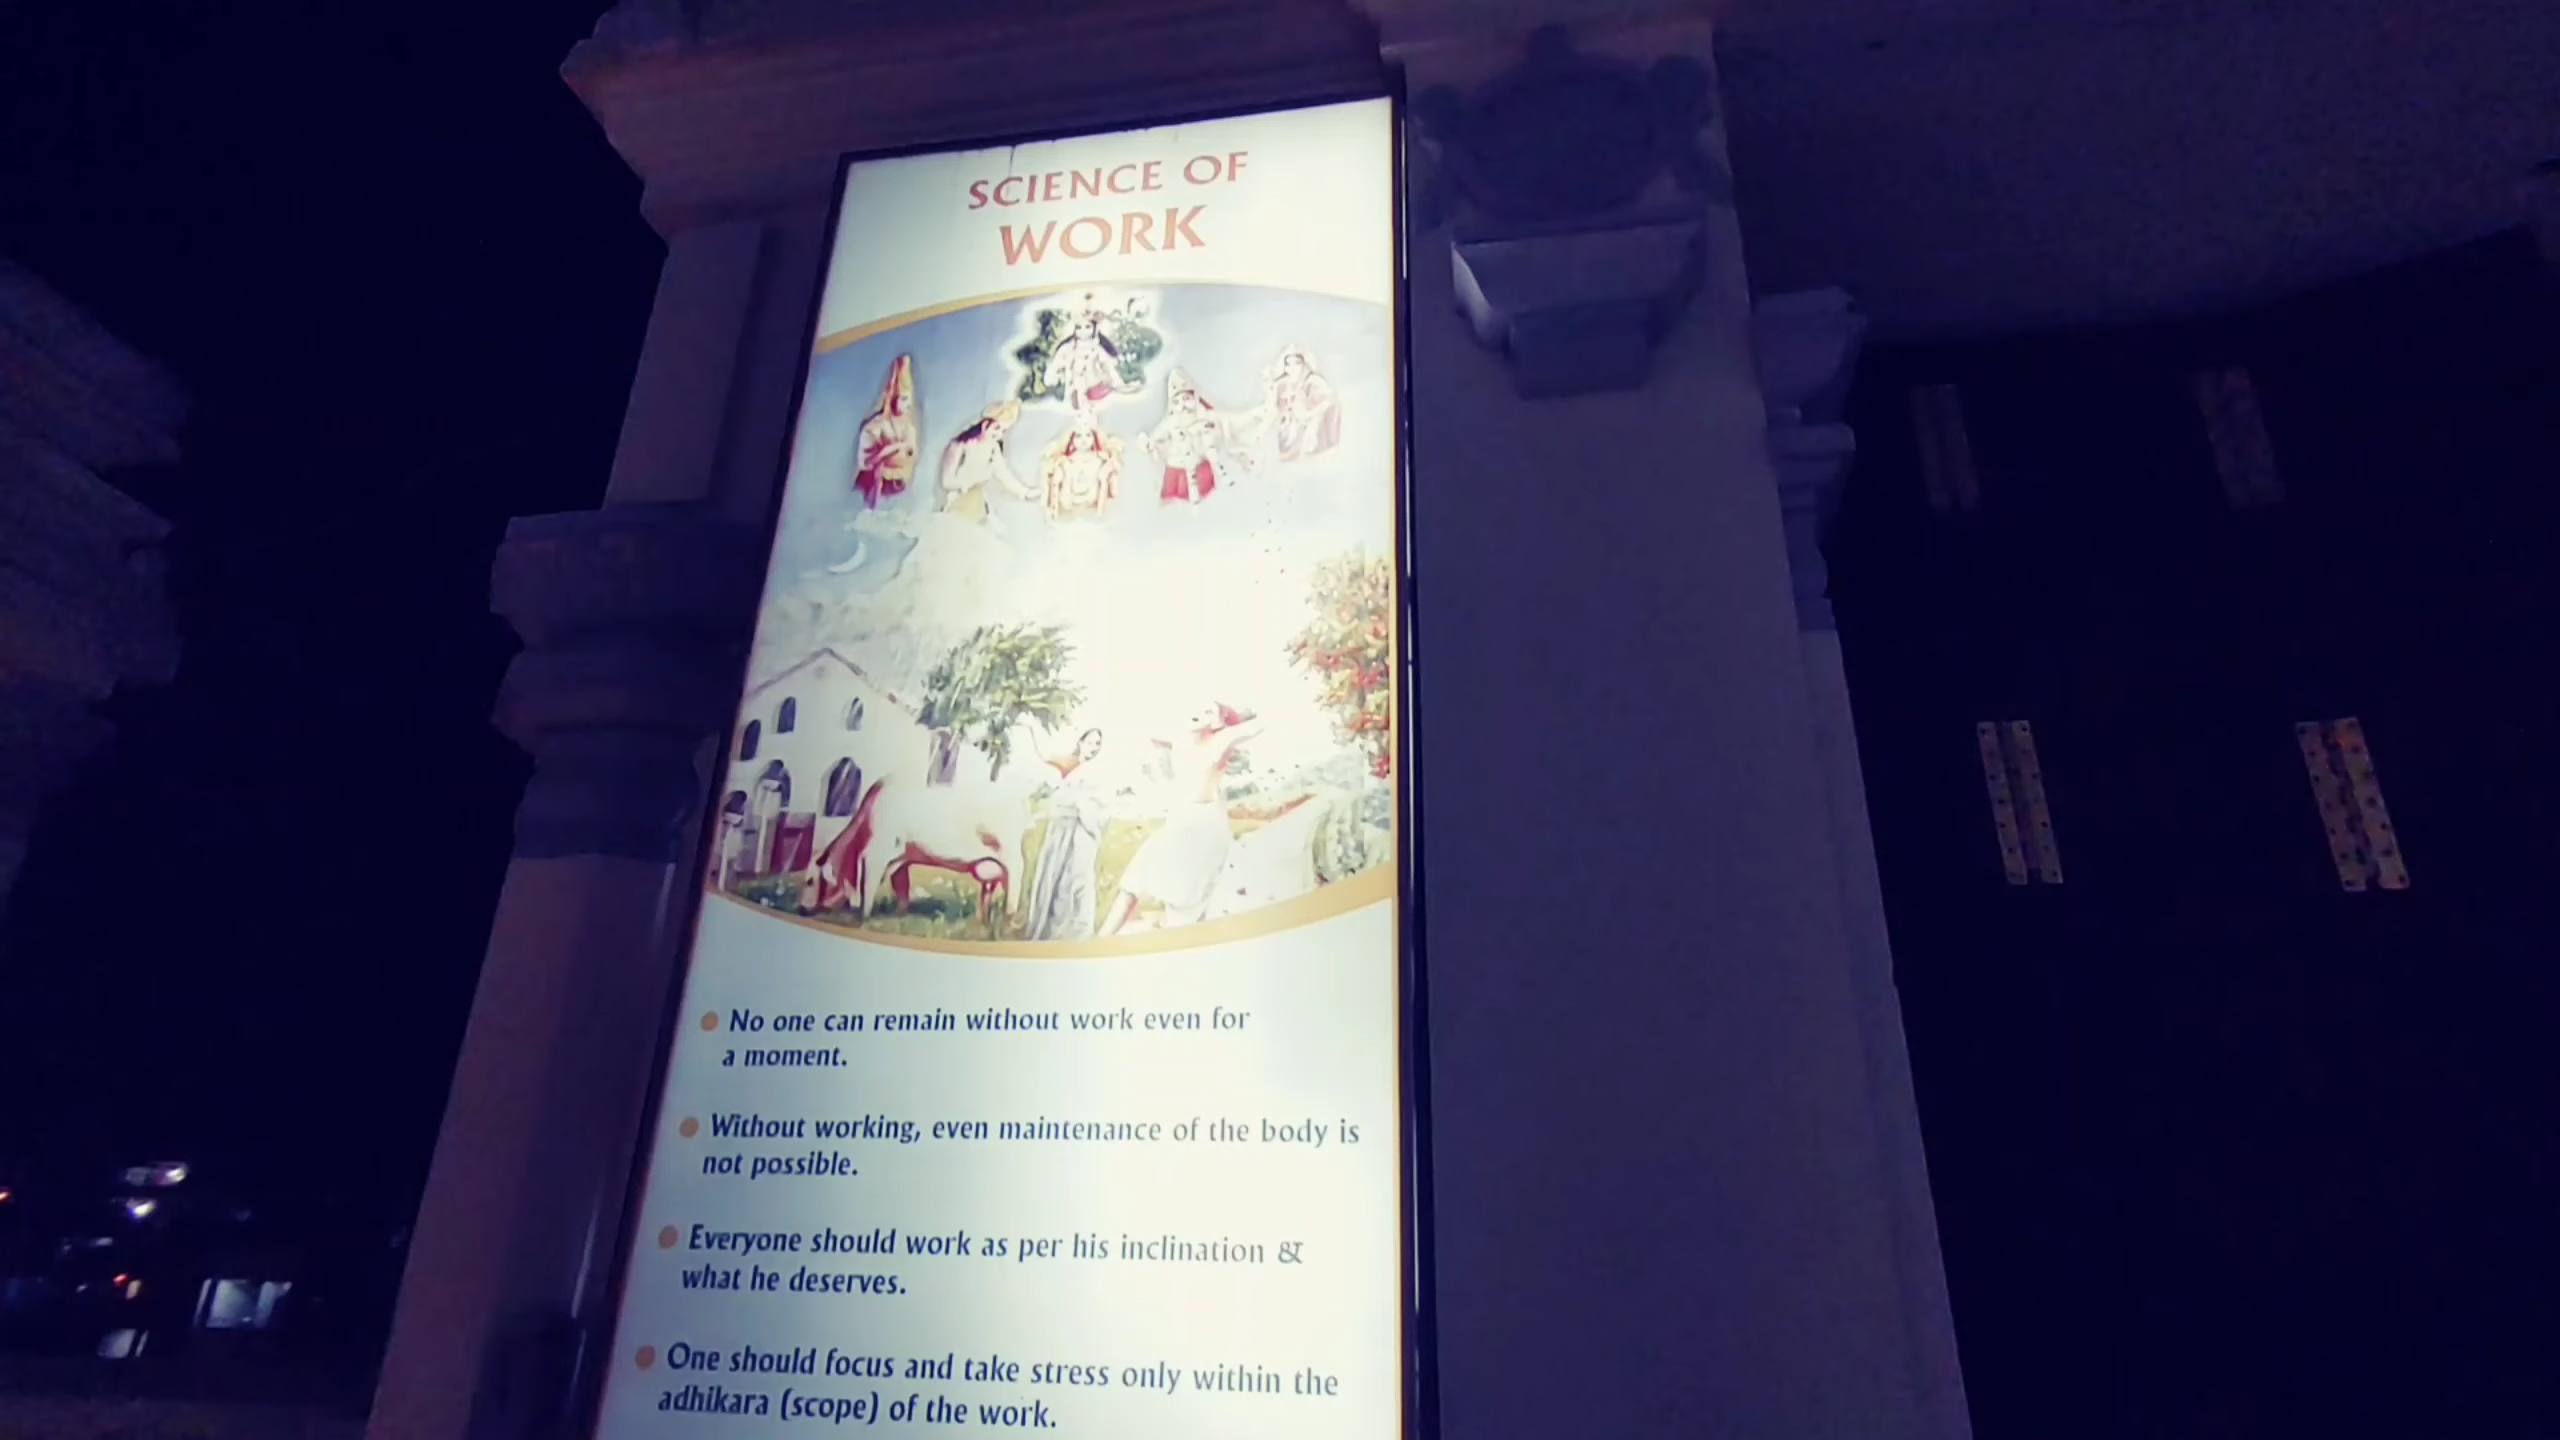 SCIENCE OF
WORK
No one can remain without work even for
a moment.
Without working, even maintenance of the body is
not possible.
Everyone should work as per his inclination &
what he deserves.
One should focus and take stress only within the
adhikara (scope) of the work.